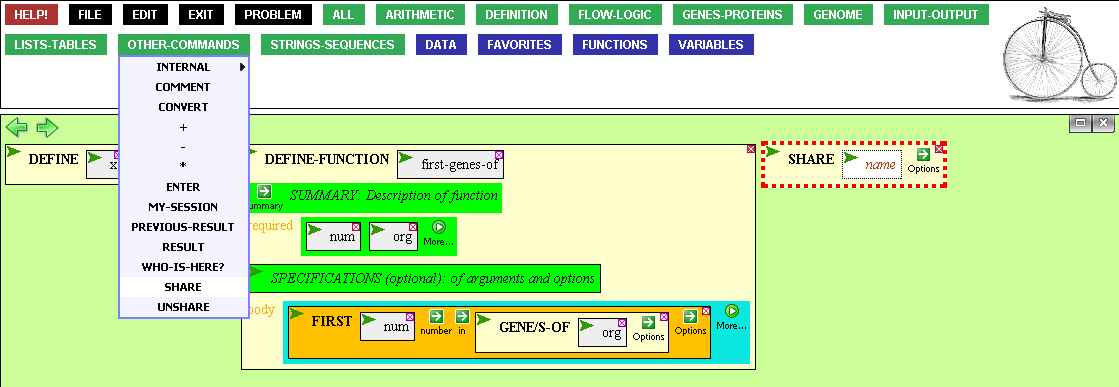 HELP! FILE EDIT EXIT PROBLEM ALL ARITHMETIC DEFINITION FLOW-LOGIC GENES-PROTEINS GENOME INPUT-OUTPUT
LISTS-TABLES OTHER-COMMANDS STRINGS-SEQUENCES DATA FAVORITES FUNCTIONS VARIABLES
INTERNAL
COMMENT
CONVERT
+
-
*
ENTER
MY-SESSION
PREVIOUS-RESULT
RESULT
WHO-IS-HERE?
SHARE
UNSHARE
DEFINE x
DEFINE-FUNCTION first-genes-of
ummary SUMMARY: Description of function
required num org More...
SPECIFICATIONS (optional): of arguments and options
body FIRST num number in GENE/S-OF org Options Options More...
SHARE name Options